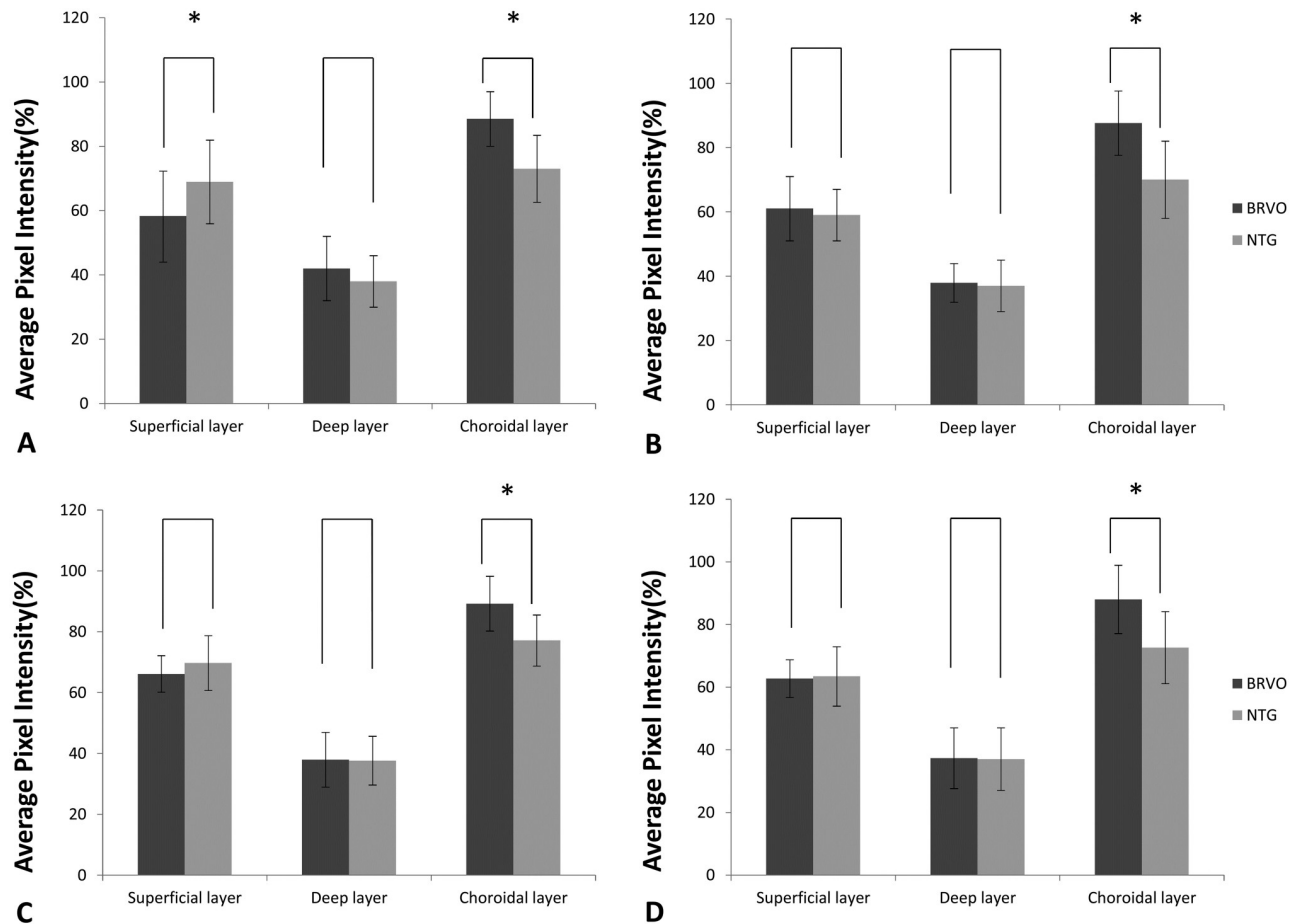 Average Pixel Intensity(%)
120
100
80
60
40
20
0
*
*
Superficial layer
Deep layer
Choroidal layer
A
Average Pixel Intensity(%)
120
100
80
60
40
20
0
*
Superficial layer
Deep layer
Choroidal layer
BRVO
NTG
B
Average Pixel Intensity(%)
120
100
80
60
40
20
0
*
Superficial layer
Deep layer
Choroidal layer
C
Average Pixel Intensity(%)
120
100
80
60
40
20
0
*
Superficial layer
Deep layer
Choroidal layer
BRVO
NTG
D